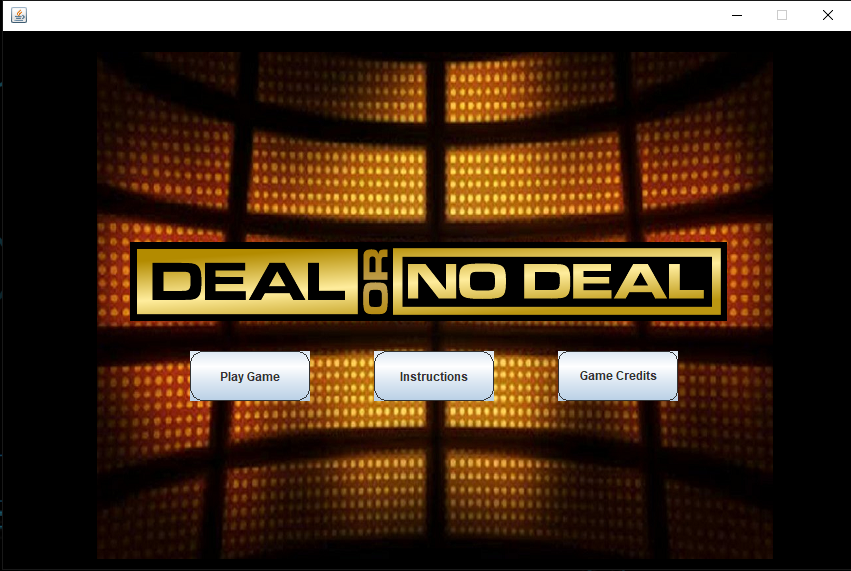 DEAL OR NO DEAL
Play Game Instructions Game Credits